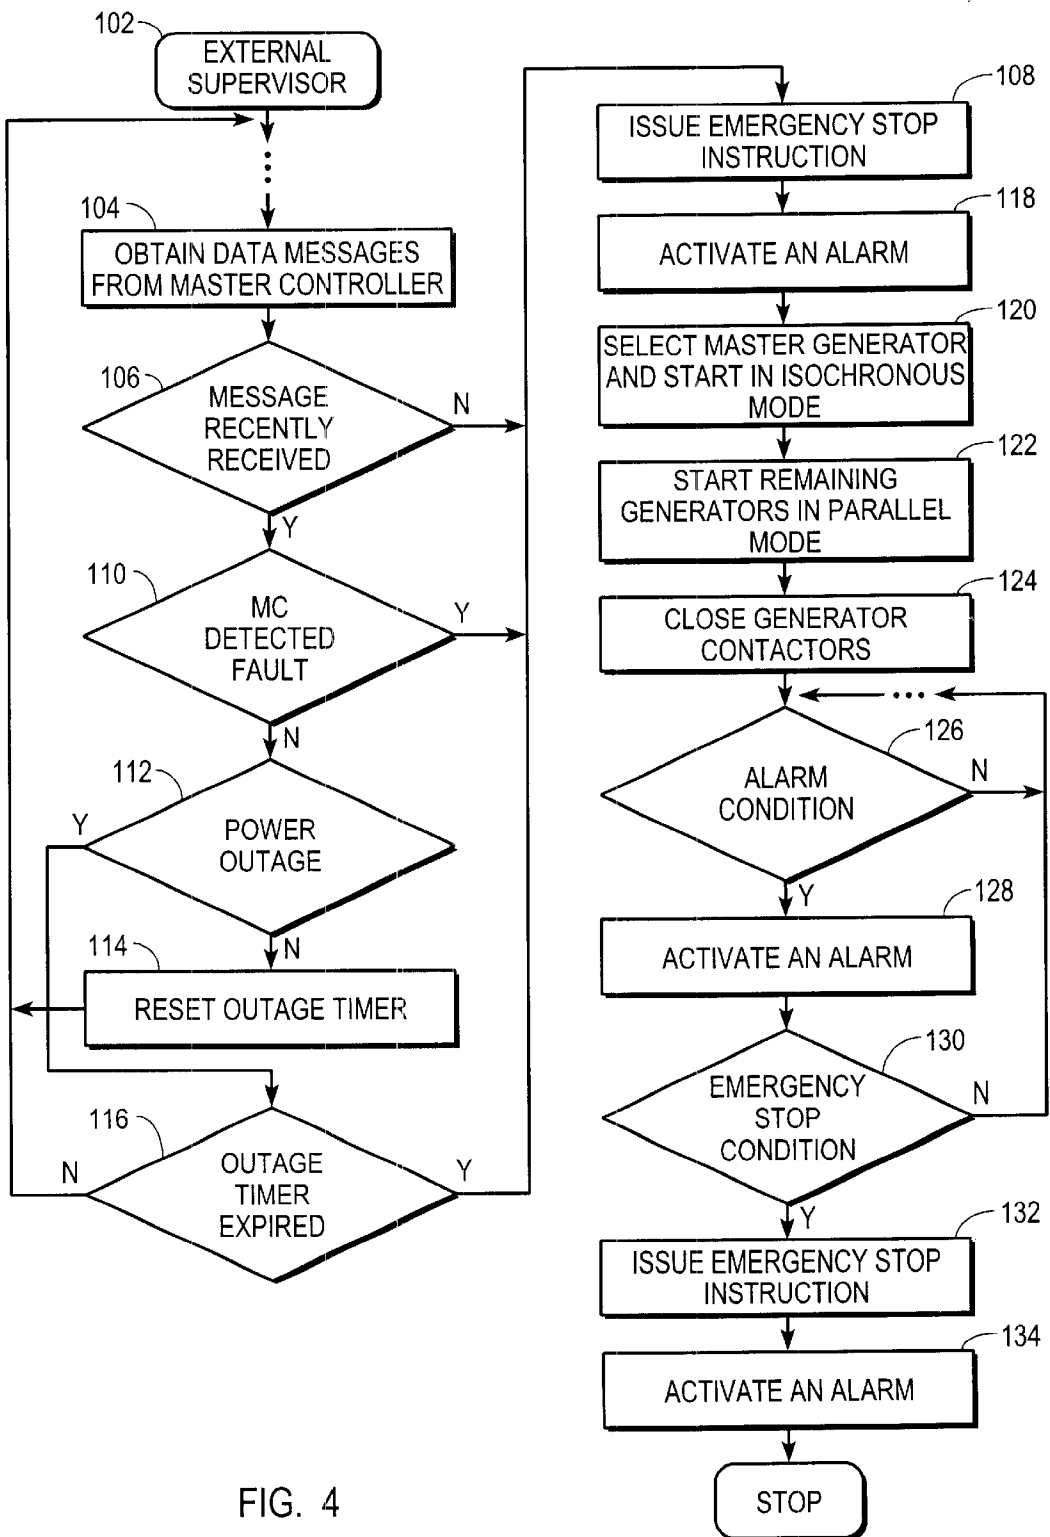 102
EXTERNAL
SUPERVISOR
104
OBTAIN DATA MESSAGES
FROM MASTER CONTROLLER
106
MESSAGE
RECENTLY
RECEIVED
N
Y
110
MC
DETECTED
FAULT
Y
N
112
Y
POWER
OUTAGE
N
114
RESET OUTAGE TIMER
116
N
OUTAGE
TIMER
EXPIRED
Y
108
ISSUE EMERGENCY STOP
INSTRUCTION
118
ACTIVATE AN ALARM
120
SELECT MASTER GENERATOR
AND START IN ISOCHRONOUS
MODE
122
START REMAINING
GENERATORS IN PARALLEL
MODE
124
CLOSE GENERATOR
CONTACTORS
126
ALARM
CONDITION
N
Y
128
ACTIVATE AN ALARM
130
EMERGENCY
STOP
CONDITION
N
Y
132
ISSUE EMERGENCY STOP
INSTRUCTION
134
ACTIVATE AN ALARM
STOP
FIG. 4